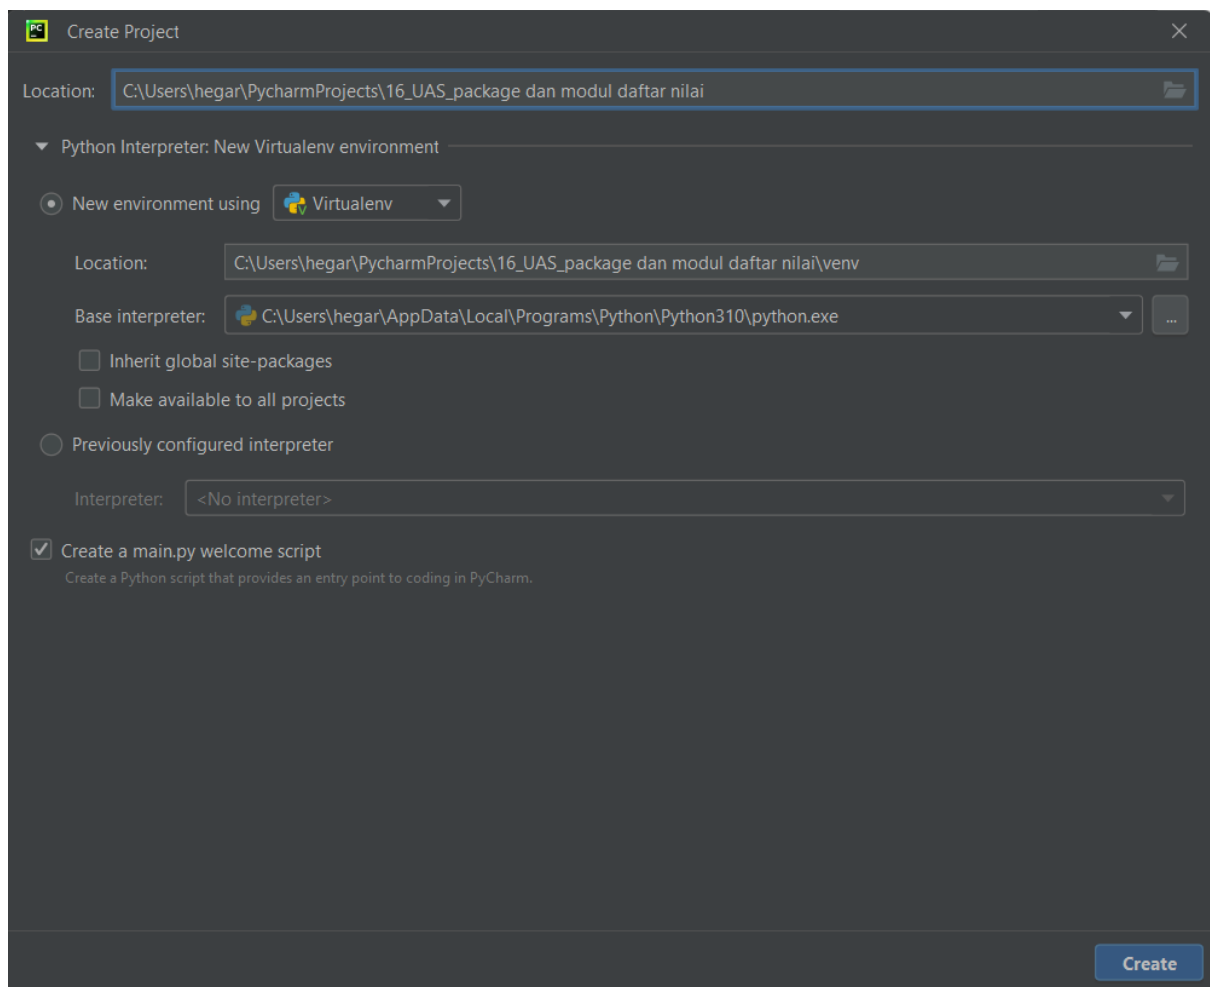 PC
Create Project
Location: C:\Users\hegar\PycharmProjects\16_UAS_package dan modul daftar nilai
Python Interpreter: New Virtualenv environment
New environment using Virtualenv
Location: C:\Users\hegar\PycharmProjects\16_UAS_package dan modul daftar nilai\venv
Base interpreter: C:\Users\hegar\AppData\Local\Programs\Python\Python310\python.exe ...
Inherit global site-packages
Make available to all projects
Previously configured interpreter
Interpreter: <No interpreter>
Create a main.py welcome script
Create a Python script that provides an entry point to coding in PyCharm.
Create